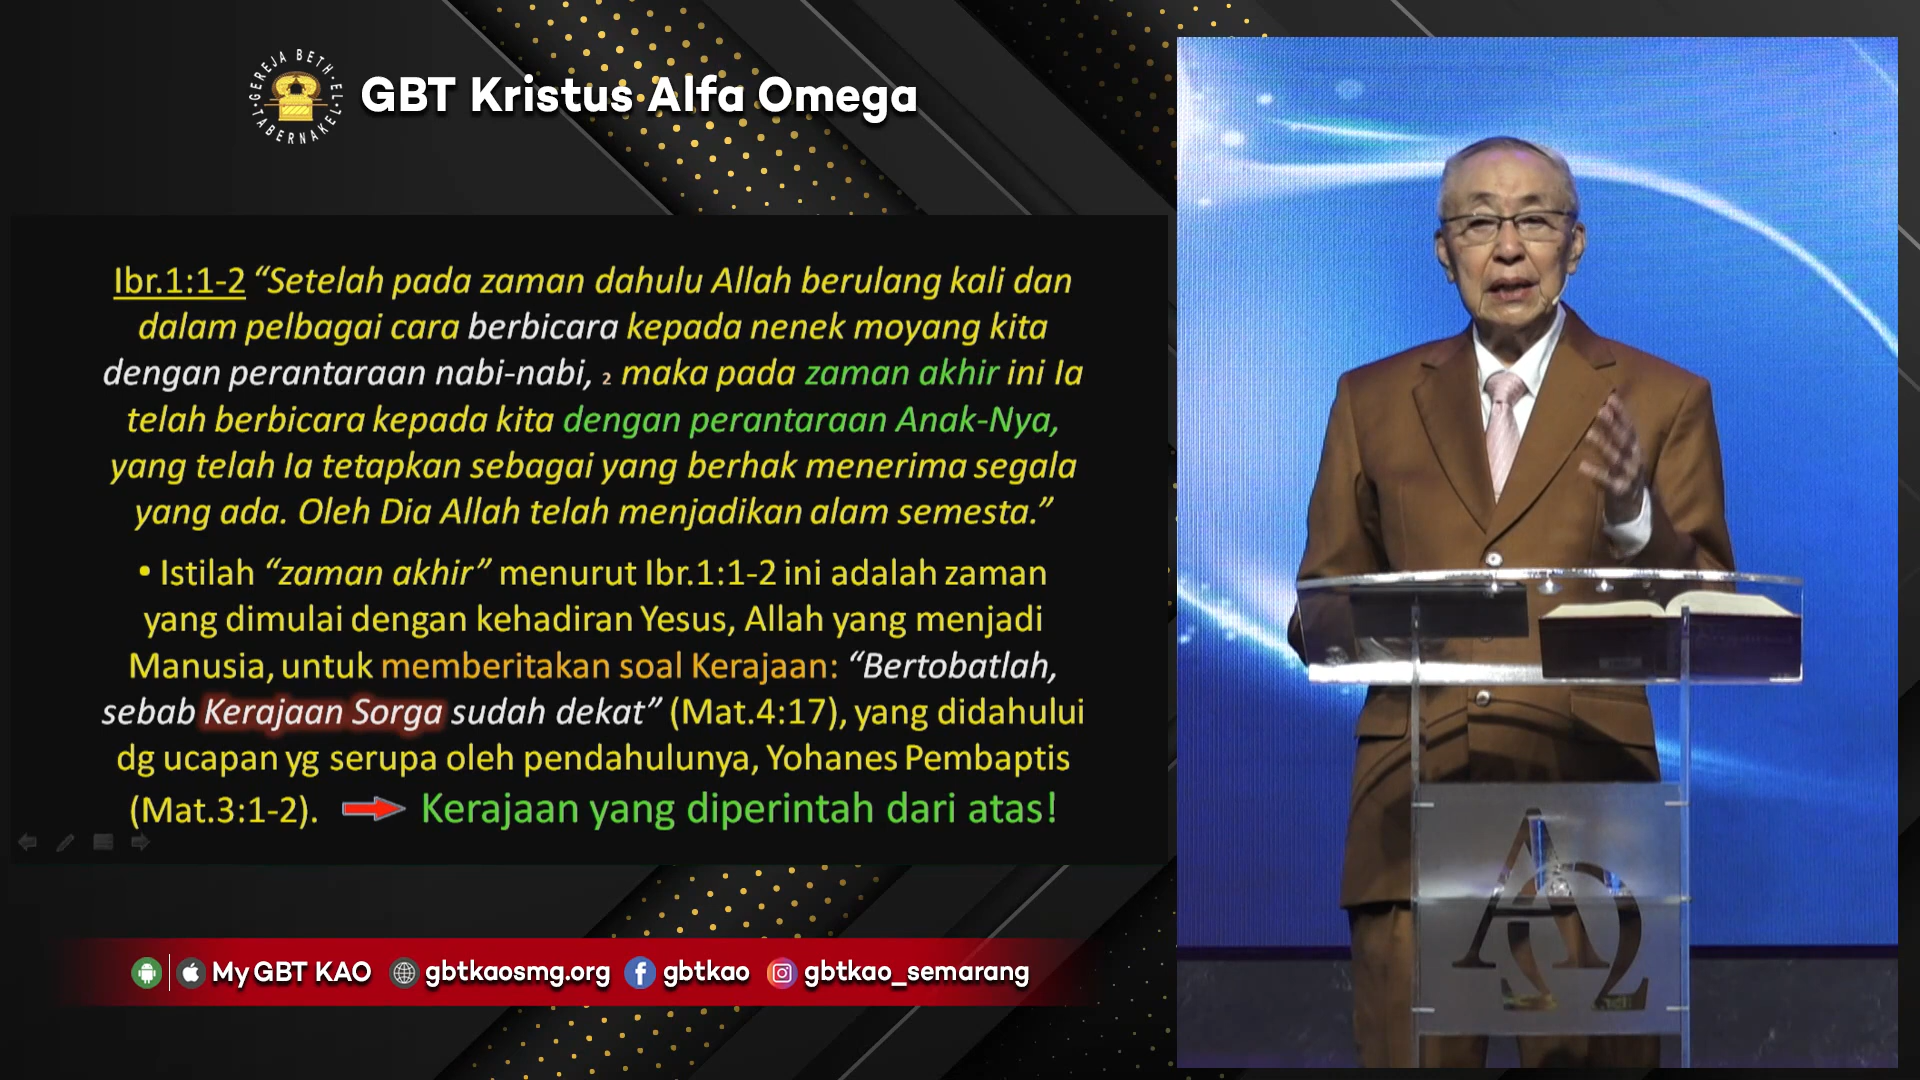 GEREJA BETH-EL TABERNAKEL
GBT Kristus Alfa Omega
Ibr.1:1-2 “Setelah pada zaman dahulu Allah berulang kali dan
dalam pelbagai cara berbicara kepada nenek moyang kita
dengan perantaraan nabi-nabi, 2 maka pada zaman akhir ini Ia
telah berbicara kepada kita dengan perantaraan Anak-Nya,
yang telah Ia tetapkan sebagai yang berhak menerima segala
yang ada. Oleh Dia Allah telah menjadikan alam semesta.”
• Istilah “zaman akhir” menurut Ibr.1:1-2 ini adalah zaman
yang dimulai dengan kehadiran Yesus, Allah yang menjadi
Manusia, untuk memberitakan soal Kerajaan: “Bertobatlah,
sebab Kerajaan Sorga sudah dekat” (Mat.4:17), yang didahului
dg ucapan yg serupa oleh pendahulunya, Yohanes Pembaptis
(Mat.3:1-2). Kerajaan yang diperintah dari atas!
My GBT KAO gbtkaosmg.org gbtkao gbtkao_semarang
ΑΩ